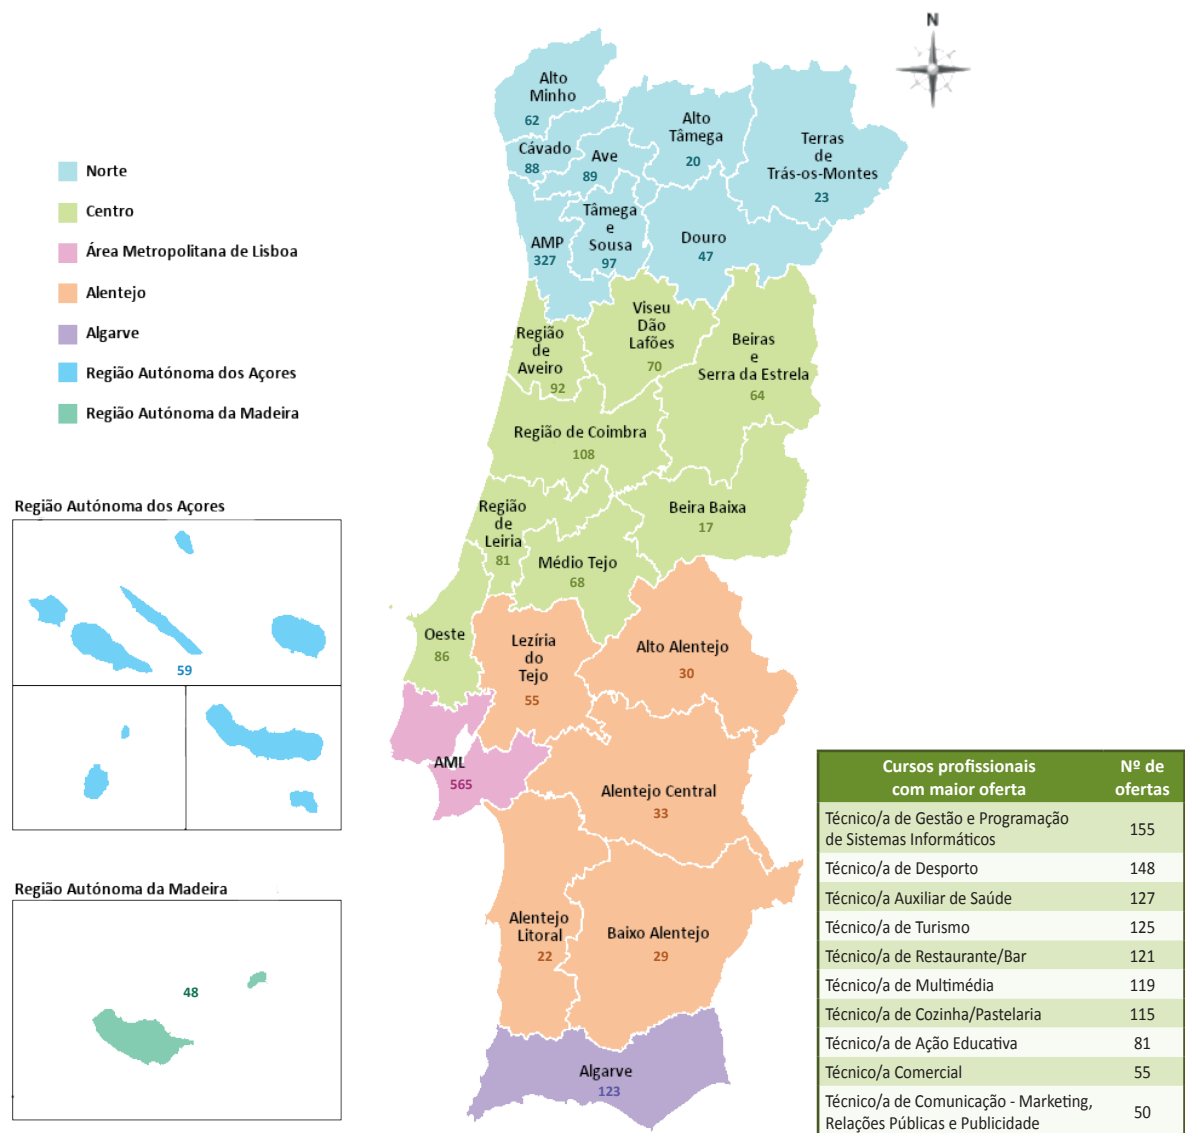 N
Norte
Centro
Área Metropolitana de Lisboa
Alentejo
Algarve
Região Autónoma dos Açores
Região Autónoma da Madeira
Alto
Minho
62
Cávado
88
Ave
89
Alto
Tâmega
20
Terras
de
Trás-os-Montes
23
Tâmega
e
Sousa
97
AMP
327
Douro
47
Região
de
Aveiro
92
Viseu
Dão
Lafões
70
Beiras
e
Serra da Estrela
64
Região de Coimbra
108
Região
de
Leiria
81
Médio Tejo
68
Beira Baixa
17
Oeste
86
Lezíria
do
Tejo
55
Alto Alentejo
30
AML
565
Alentejo Central
33
Alentejo
Litoral
22
Baixo Alentejo
29
Algarve
123
Região Autónoma dos Açores
59
Região Autónoma da Madeira
48
Cursos profissionais
com maior oferta
Nº de
ofertas
Técnico/a de Gestão e Programação
de Sistemas Informáticos
155
Técnico/a de Desporto 148
Técnico/a Auxiliar de Saúde 127
Técnico/a de Turismo 125
Técnico/a de Restaurante/Bar 121
Técnico/a de Multimédia 119
Técnico/a de Cozinha/Pastelaria 115
Técnico/a de Ação Educativa 81
Técnico/a Comercial 55
Técnico/a de Comunicação - Marketing,
Relações Públicas e Publicidade
50